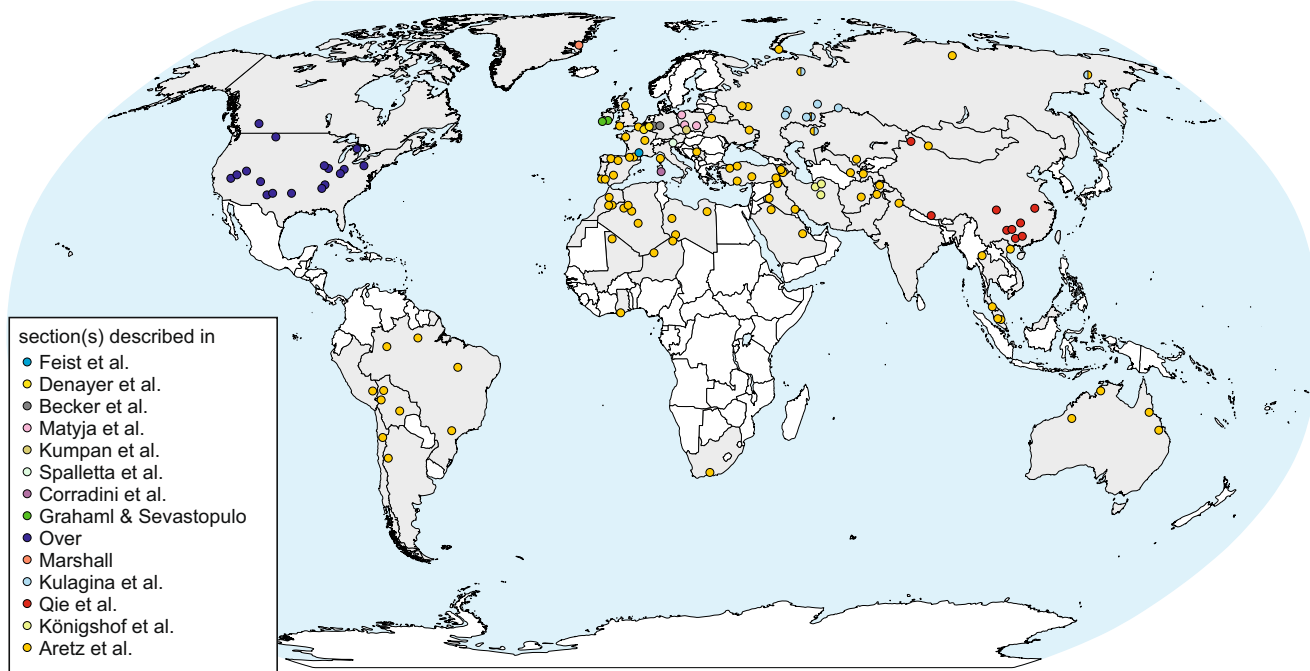 section(s) described in
Feist et al.
Denayer et al.
Becker et al.
Matyja et al.
Kumpan et al.
Spalletta et al.
Corradini et al.
Grahaml & Sevastopulo
Over
Marshall
Kulagina et al.
Qie et al.
Königshof et al.
Aretz et al.